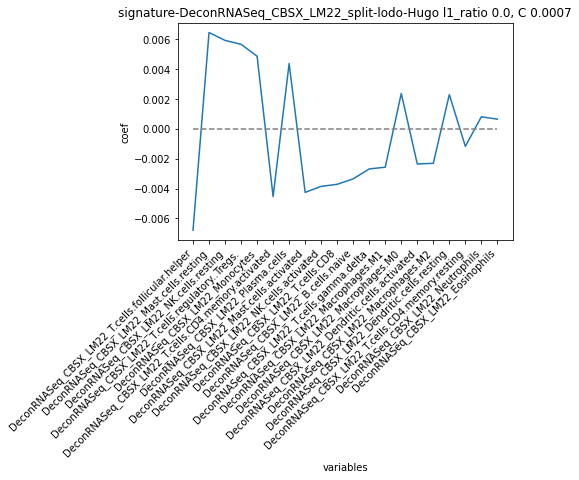 signature-DeconRNASeq_CBSX_LM22_split-lodo-Hugo l1_ratio 0.0, C 0.0007
0.006
0.004
0.002
0.000
−0.002
−0.004
−0.006
coef
DeconRNASeq_CBSX_LM22_T.cells.follicular.helper
DeconRNASeq_CBSX_LM22_Mast.cells.resting
DeconRNASeq_CBSX_LM22_NK.cells.resting
DeconRNASeq_CBSX_LM22_T.cells.regulatory..Tregs.
DeconRNASeq_CBSX_LM22_Monocytes
DeconRNASeq_CBSX_LM22_T.cells.CD4.memory.activated
DeconRNASeq_CBSX_LM22_Plasma.cells
DeconRNASeq_CBSX_LM22_Mast.cells.activated
DeconRNASeq_CBSX_LM22_NK.cells.activated
DeconRNASeq_CBSX_LM22_T.cells.CD8
DeconRNASeq_CBSX_LM22_B.cells.naive
DeconRNASeq_CBSX_LM22_T.cells.gamma.delta
DeconRNASeq_CBSX_LM22_Macrophages.M1
DeconRNASeq_CBSX_LM22_Macrophages.M0
DeconRNASeq_CBSX_LM22_Dendritic.cells.activated
DeconRNASeq_CBSX_LM22_Macrophages.M2
DeconRNASeq_CBSX_LM22_Dendritic.cells.resting
DeconRNASeq_CBSX_LM22_T.cells.CD4.memory.resting
DeconRNASeq_CBSX_LM22_Neutrophils
DeconRNASeq_CBSX_LM22_Eosinophils
variables